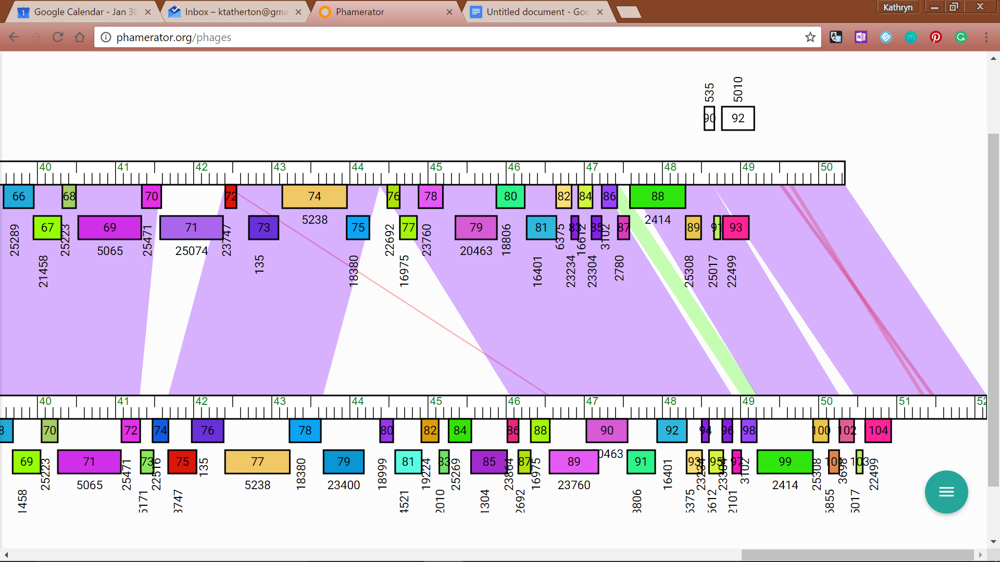 Google Calendar - Jan 30
Inbox – ktatherton@gma
Phamerator
Untitled document - Goo
Kathryn
phamerator.org/phages
535 5010
90 92
40 41 42 43 44 45 46 47 48 49 50
66 68 70 72 74 76 78 80 82 84 86 88
5238 2414
67 69 71 73 75 77 79 81 83 85 87 89 91 93
25289 25223 5065 25471 25074 23747 22692 23760 20463 18806 6375 16612 3102
21458 135 18380 16975 16401 23234 23304 2780 25308 25017 22499
40 41 42 43 44 45 46 47 48 49 50 51 52
8 70 72 74 76 78 80 82 84 86 88 90 92 94 96 98 100 102 104
0463
69 71 73 75 77 79 81 83 85 87 89 91 93 95 97 99 101 103
25223 5065 25471 22516 135 5238 18380 23400 18999 19224 25269 23864 16975 23760 16401 23234 23304 3102 2414 25308 3698 22499
1458 5171 3747 4521 2010 1304 2692 3806 5375 5612 2101 5855 5017